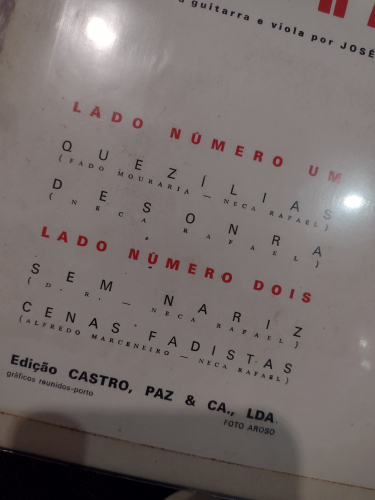 guitarra e viola por JOSÉ
LADO NÚMERO UM
QUEZÍLIAS
(FADO MOURARIA — NECA RAFAEL)
DESONRA
(NECA RAFAEL)
LADO NÚMERO DOIS
SEM NARIZ
(D.R. — NECA RAFAEL)
CENAS FADISTAS
(ALFREDO MARCENEIRO — NECA RAFAEL)
Edição CASTRO, PAZ & CA., LDA.
gráficos reunidos-porto
FOTO AROSO